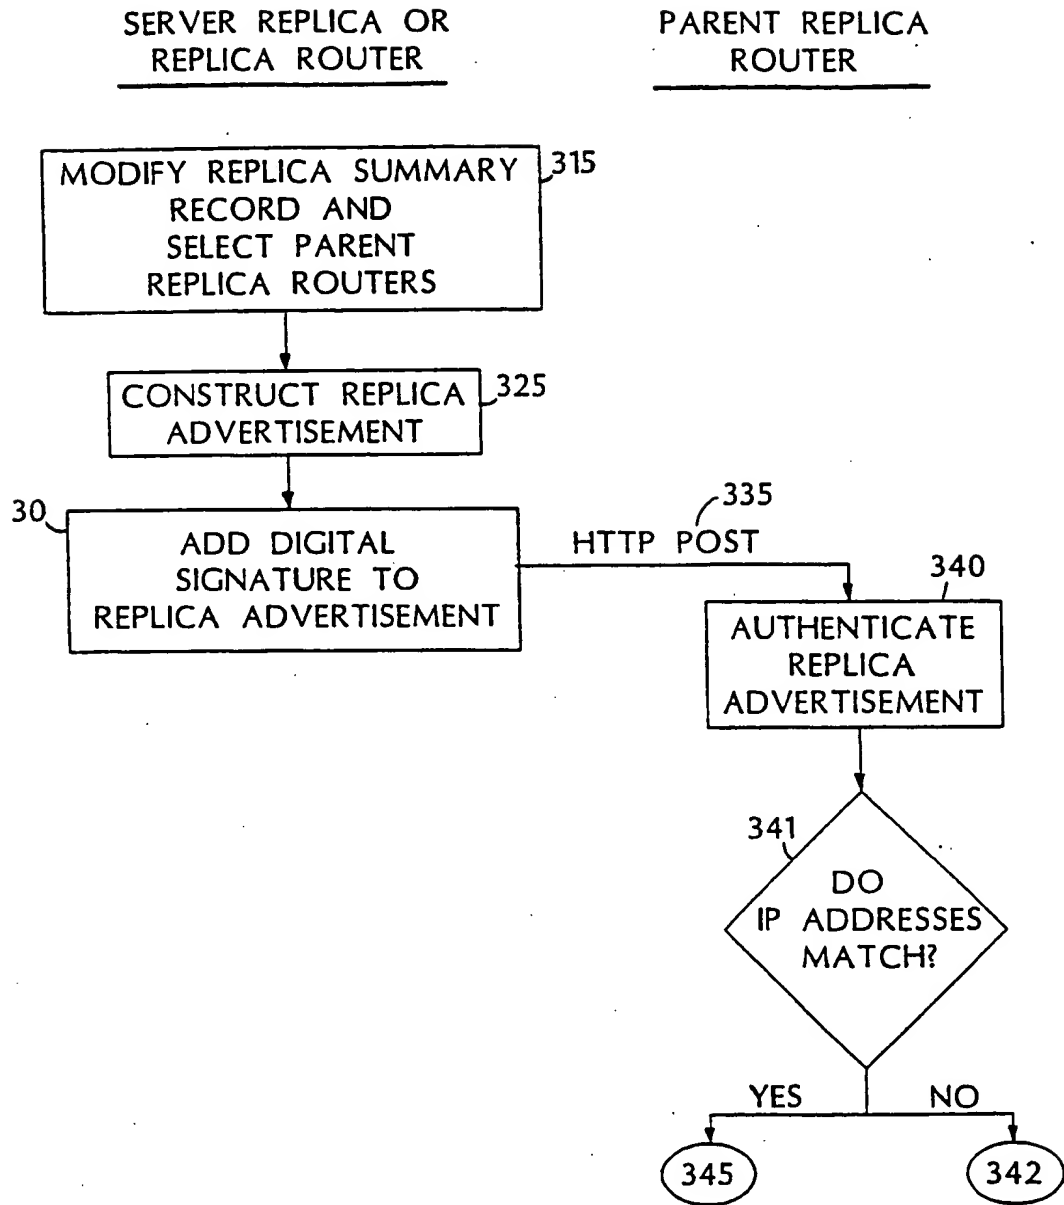 SERVER REPLICA OR
REPLICA ROUTER
PARENT REPLICA
ROUTER
315
MODIFY REPLICA SUMMARY
RECORD AND
SELECT PARENT
REPLICA ROUTERS
325
CONSTRUCT REPLICA
ADVERTISEMENT
30
ADD DIGITAL
SIGNATURE TO
REPLICA ADVERTISEMENT
335
HTTP POST
340
AUTHENTICATE
REPLICA
ADVERTISEMENT
341
DO
IP ADDRESSES
MATCH?
YES
NO
345
342